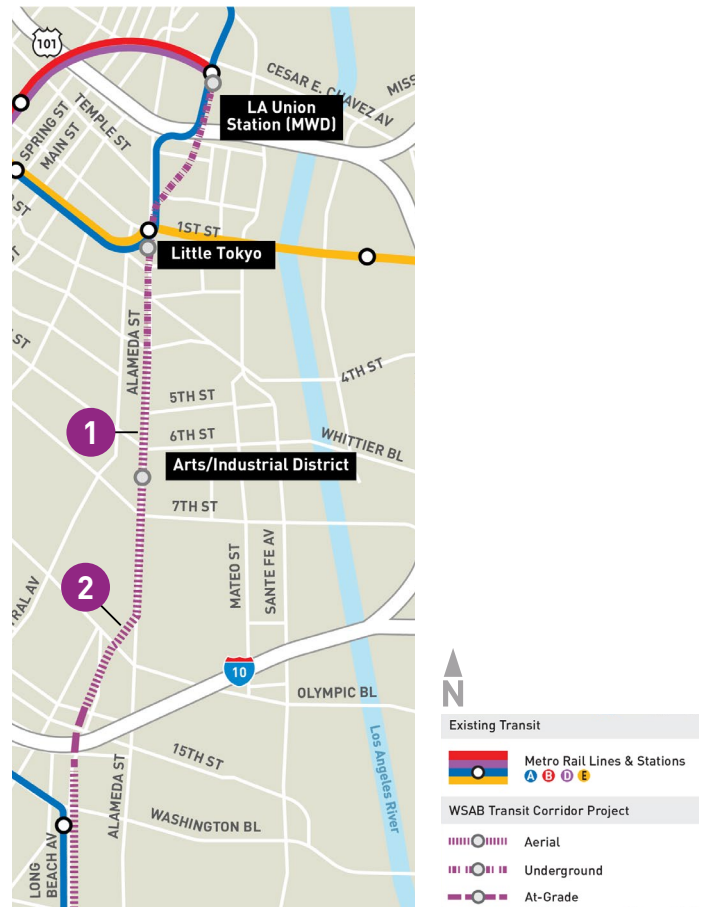 101
CESAR E. CHAVEZ AV
MISS
LA Union
Station (MWD)
SPRING ST
MAIN ST
TEMPLE ST
ST
1ST ST
Little Tokyo
ST
ST
ALAMEDA ST
4TH ST
5TH ST
1
6TH ST
WHITTIER BL
Arts/Industrial District
7TH ST
MATEO ST
SANTE FE AV
2
RAL AV
10
OLYMPIC BL
Los Angeles River
15TH ST
ALAMEDA ST
WASHINGTON BL
LONG
BEACH AV
N
Existing Transit
Metro Rail Lines & Stations
A B D E
WSAB Transit Corridor Project
Aerial
Underground
At-Grade